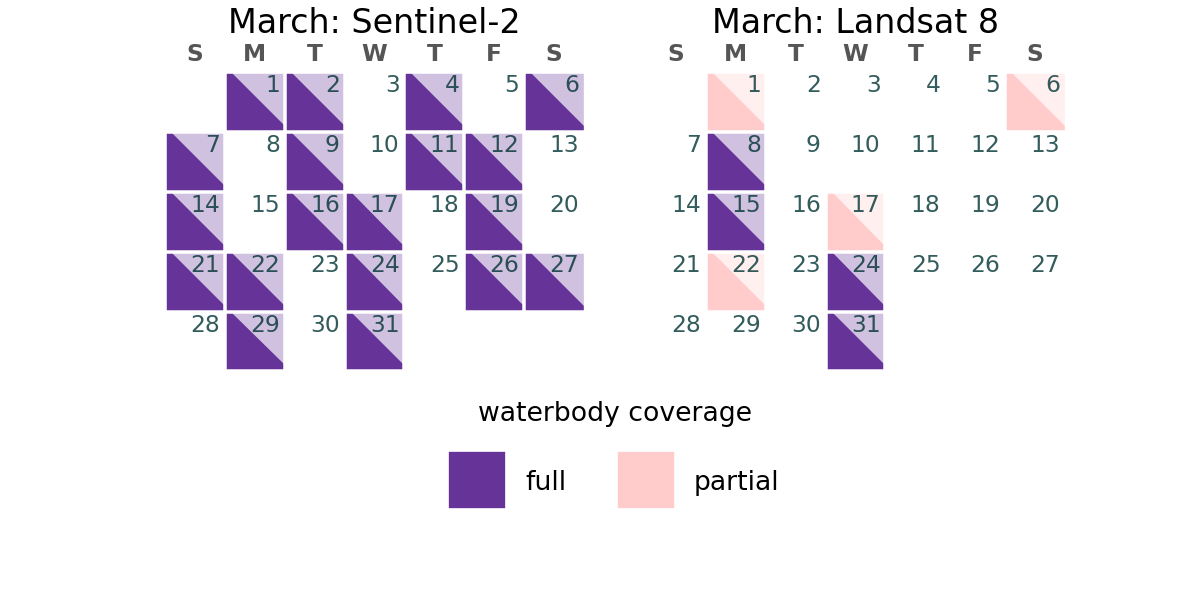 March: Sentinel-2
S M T W T F S
1 2 3 4 5 6
7 8 9 10 11 12 13
14 15 16 17 18 19 20
21 22 23 24 25 26 27
28 29 30 31
March: Landsat 8
S M T W T F S
1 2 3 4 5 6
7 8 9 10 11 12 13
14 15 16 17 18 19 20
21 22 23 24 25 26 27
28 29 30 31
waterbody coverage
full partial